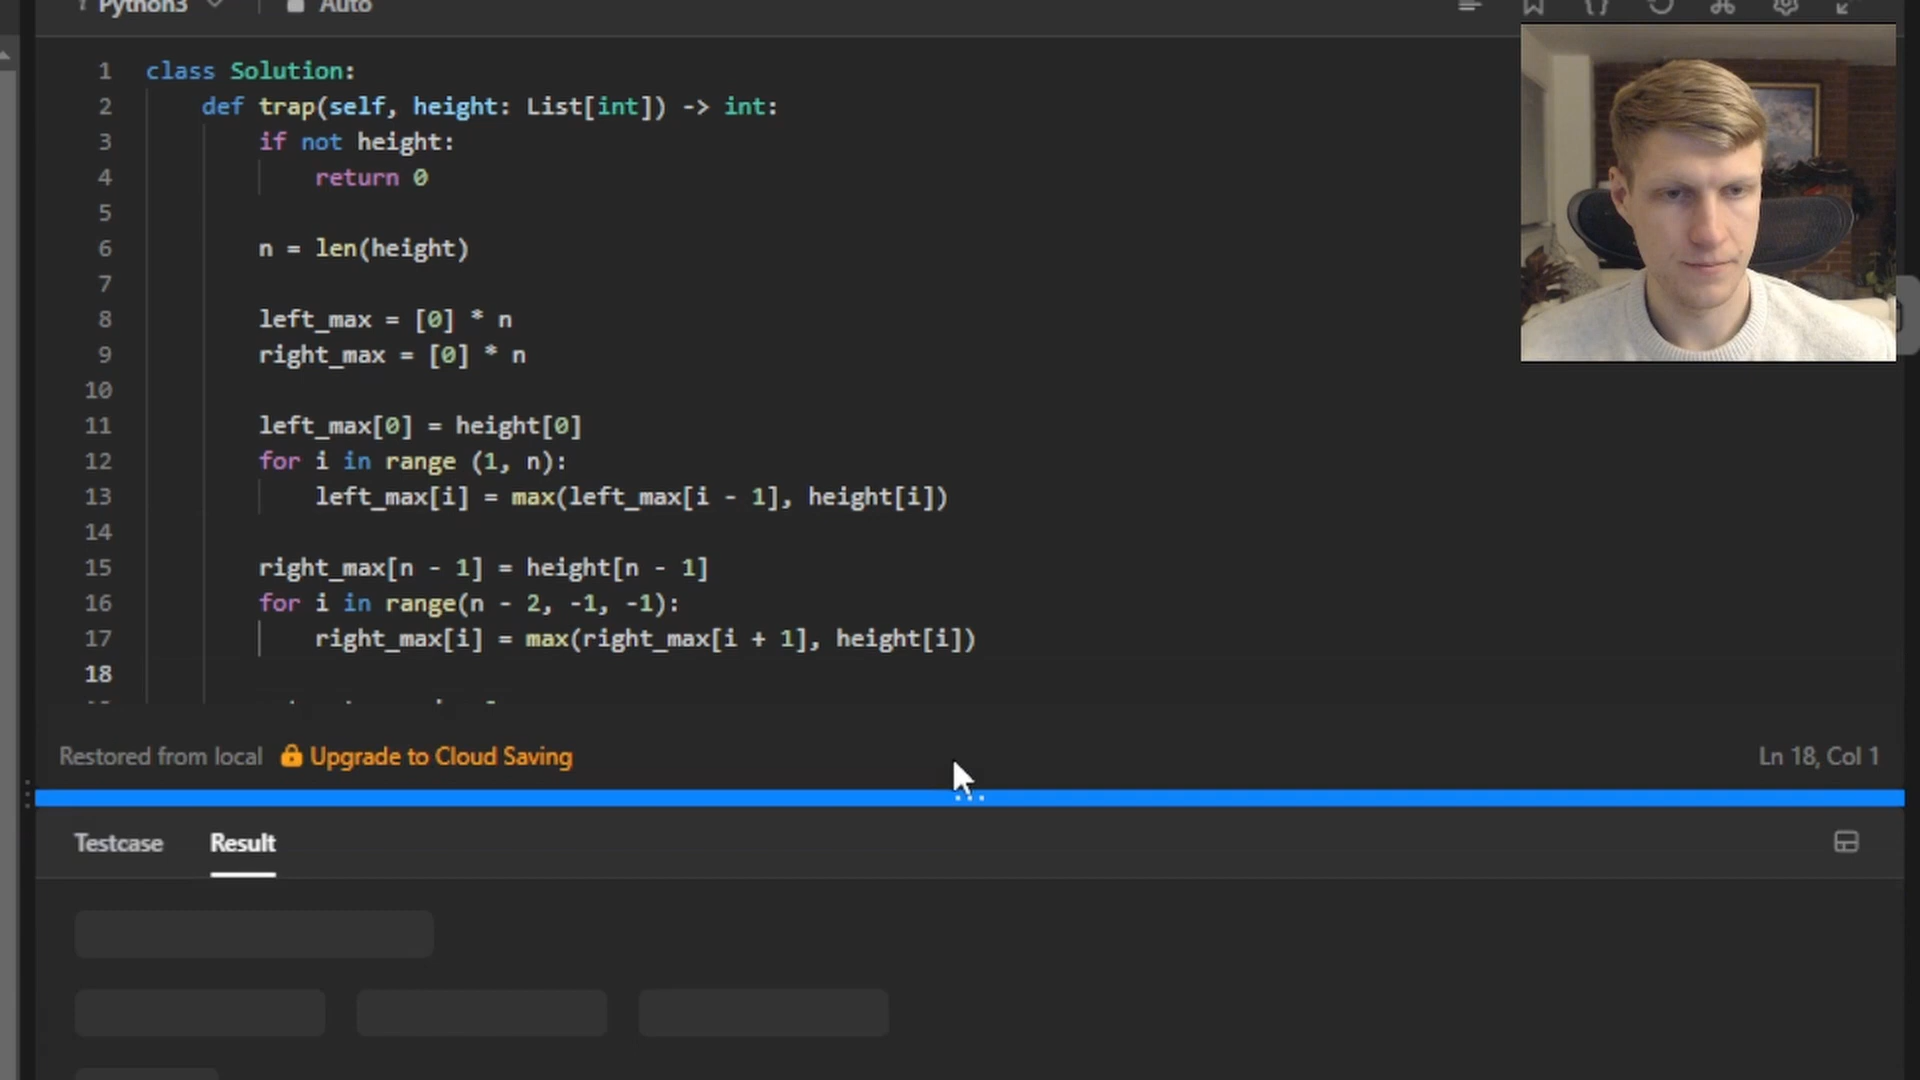 Python3 Auto
1 class Solution:
2 def trap(self, height: List[int]) -> int:
3 if not height:
4 return 0
5
6 n = len(height)
7
8 left_max = [0] * n
9 right_max = [0] * n
10
11 left_max[0] = height[0]
12 for i in range (1, n):
13 left_max[i] = max(left_max[i - 1], height[i])
14
15 right_max[n - 1] = height[n - 1]
16 for i in range(n - 2, -1, -1):
17 right_max[i] = max(right_max[i + 1], height[i])
18
Restored from local Upgrade to Cloud Saving Ln 18, Col 1
Testcase Result